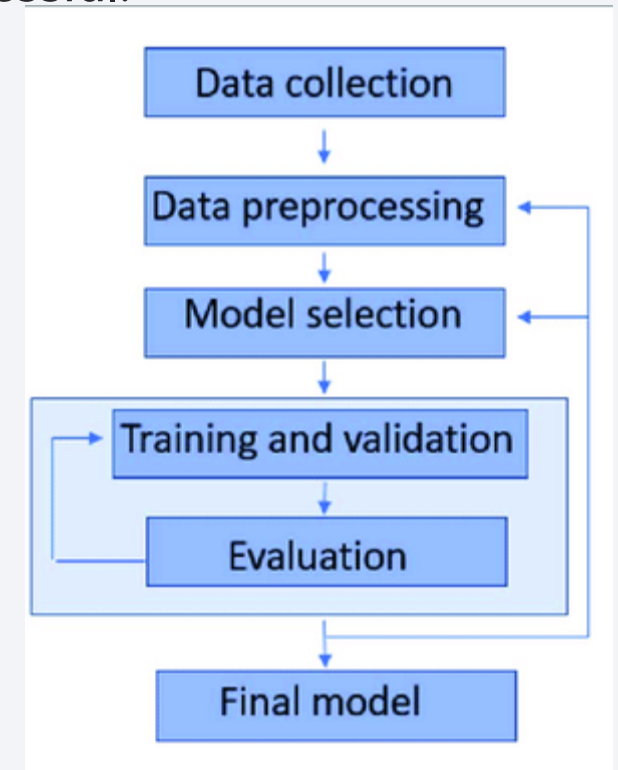 Data collection
Data preprocessing
Model selection
Training and validation
Evaluation
Final model